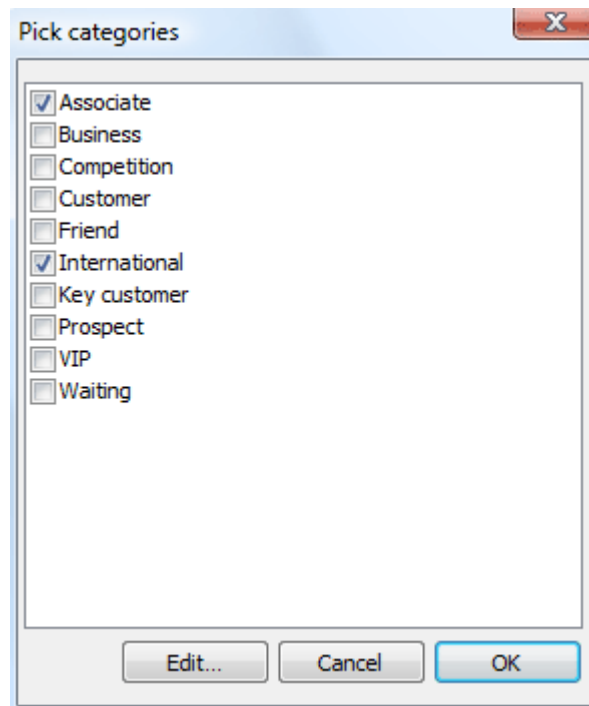 Pick categories
Associate
Business
Competition
Customer
Friend
International
Key customer
Prospect
VIP
Waiting
Edit... Cancel OK